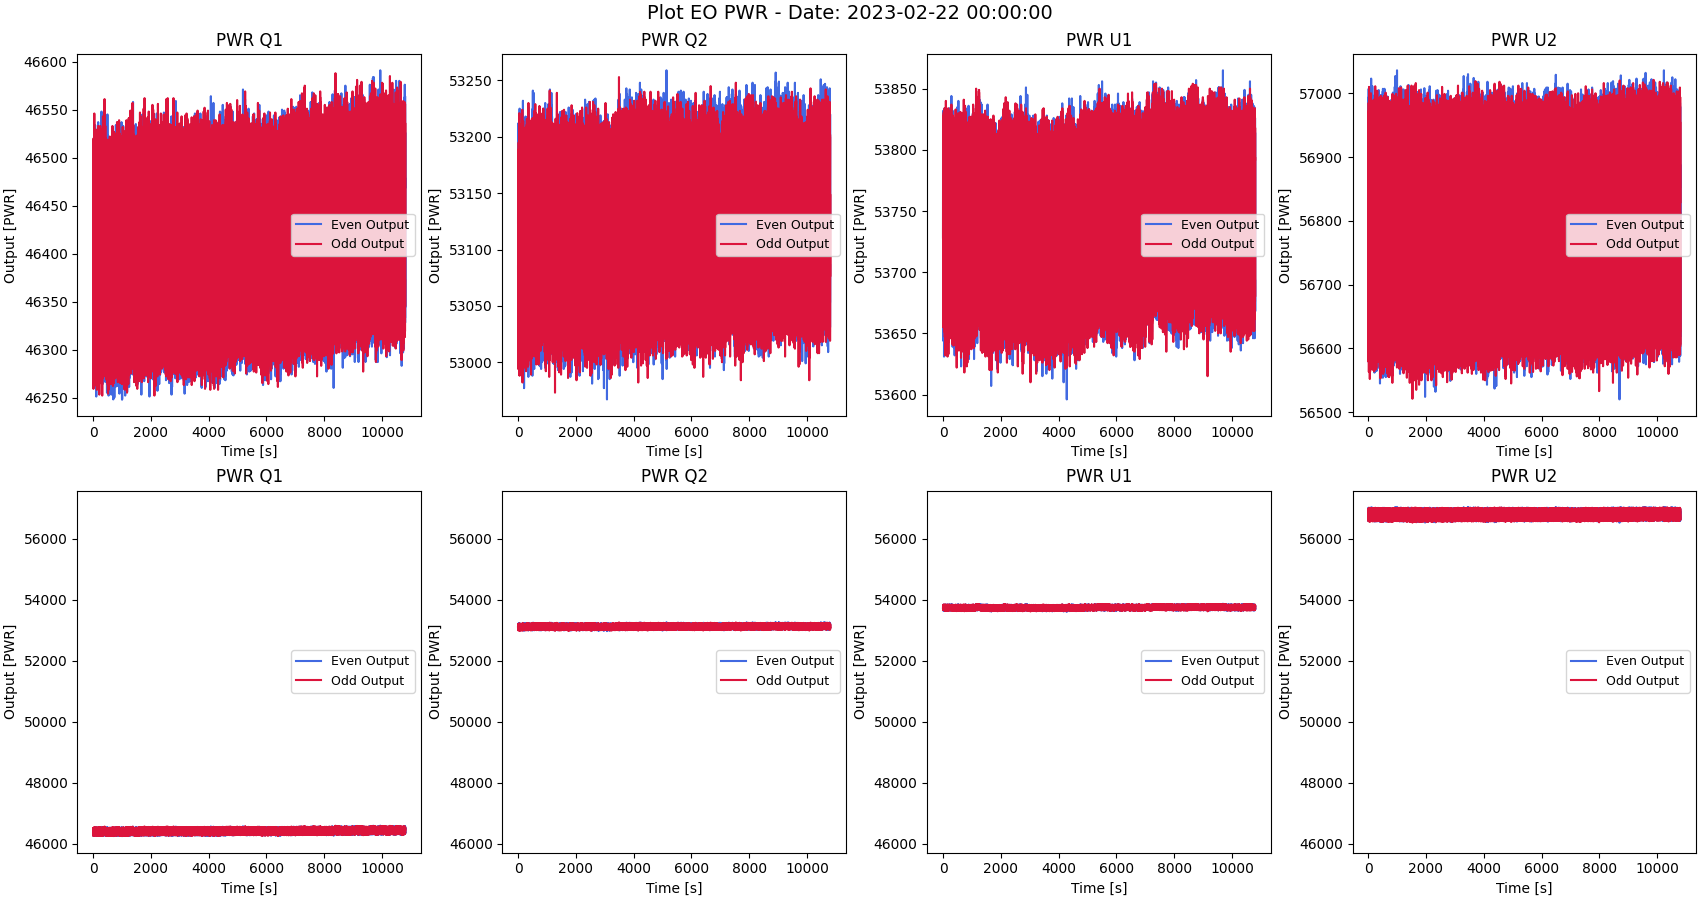 Plot EO PWR - Date: 2023-02-22 00:00:00
PWR Q1
PWR Q2
PWR U1
PWR U2
46600
46550
46500
46450
46400
46350
46300
46250
Output [PWR]
Even Output
Odd Output
0 2000 4000 6000 8000 10000
Time [s]
53250
53200
53150
53100
53050
53000
Output [PWR]
Even Output
Odd Output
0 2000 4000 6000 8000 10000
Time [s]
53850
53800
53750
53700
53650
53600
Output [PWR]
Even Output
Odd Output
0 2000 4000 6000 8000 10000
Time [s]
57000
56900
56800
56700
56600
56500
Output [PWR]
Even Output
Odd Output
0 2000 4000 6000 8000 10000
Time [s]
PWR Q1
PWR Q2
PWR U1
PWR U2
56000
54000
52000
50000
48000
46000
Output [PWR]
Even Output
Odd Output
0 2000 4000 6000 8000 10000
Time [s]
56000
54000
52000
50000
48000
46000
Output [PWR]
Even Output
Odd Output
0 2000 4000 6000 8000 10000
Time [s]
56000
54000
52000
50000
48000
46000
Output [PWR]
Even Output
Odd Output
0 2000 4000 6000 8000 10000
Time [s]
56000
54000
52000
50000
48000
46000
Output [PWR]
Even Output
Odd Output
0 2000 4000 6000 8000 10000
Time [s]